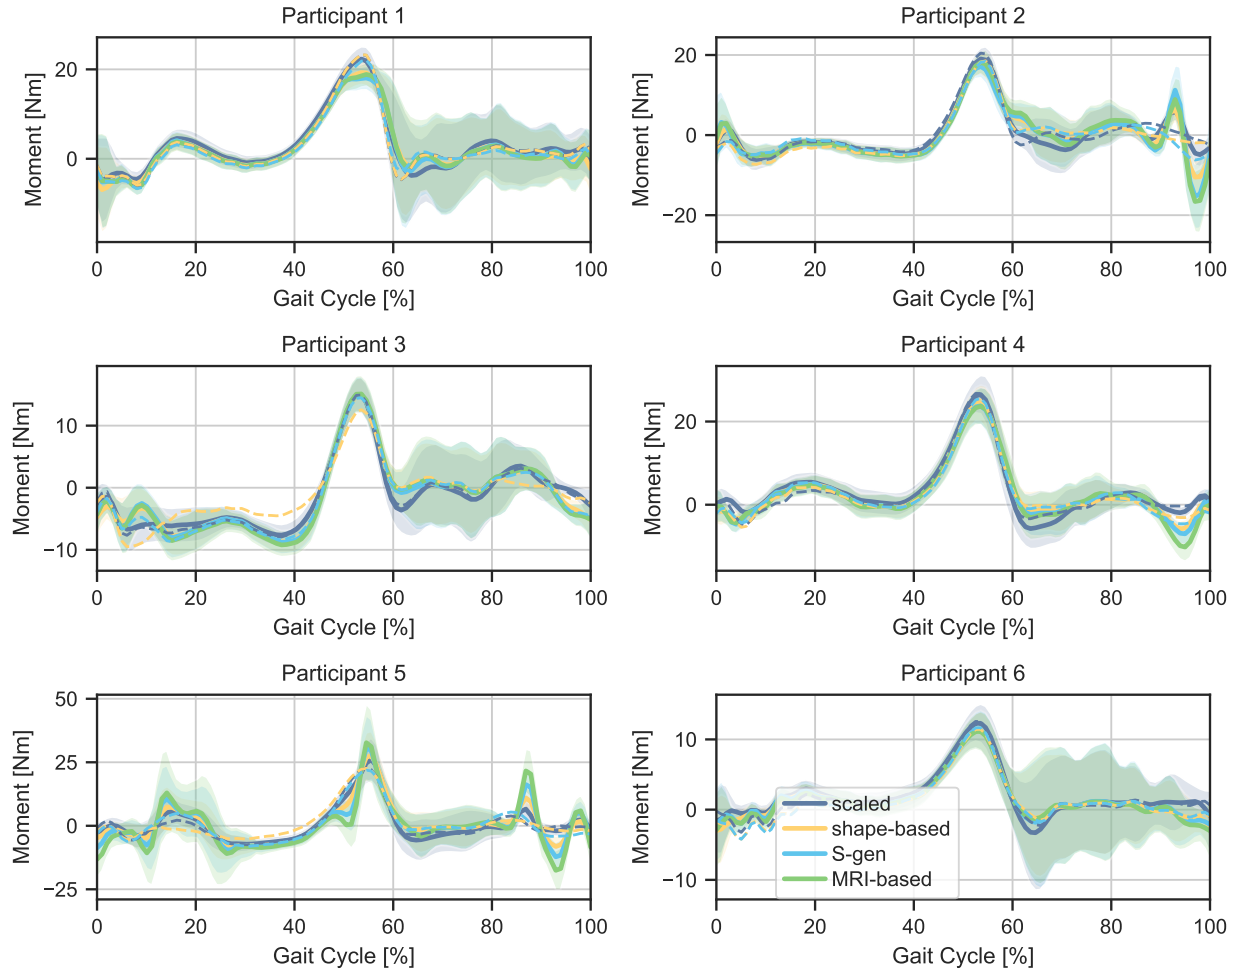 Participant 1
Moment [Nm]
20
0
0 20 40 60 80 100
Gait Cycle [%]
Participant 2
Moment [Nm]
20
0
−20
0 20 40 60 80 100
Gait Cycle [%]
Participant 3
Moment [Nm]
10
0
−10
0 20 40 60 80 100
Gait Cycle [%]
Participant 4
Moment [Nm]
20
0
0 20 40 60 80 100
Gait Cycle [%]
Participant 5
Moment [Nm]
50
25
0
−25
0 20 40 60 80 100
Gait Cycle [%]
Participant 6
Moment [Nm]
10
0
−10
scaled
shape-based
S-gen
MRI-based
0 20 40 60 80 100
Gait Cycle [%]